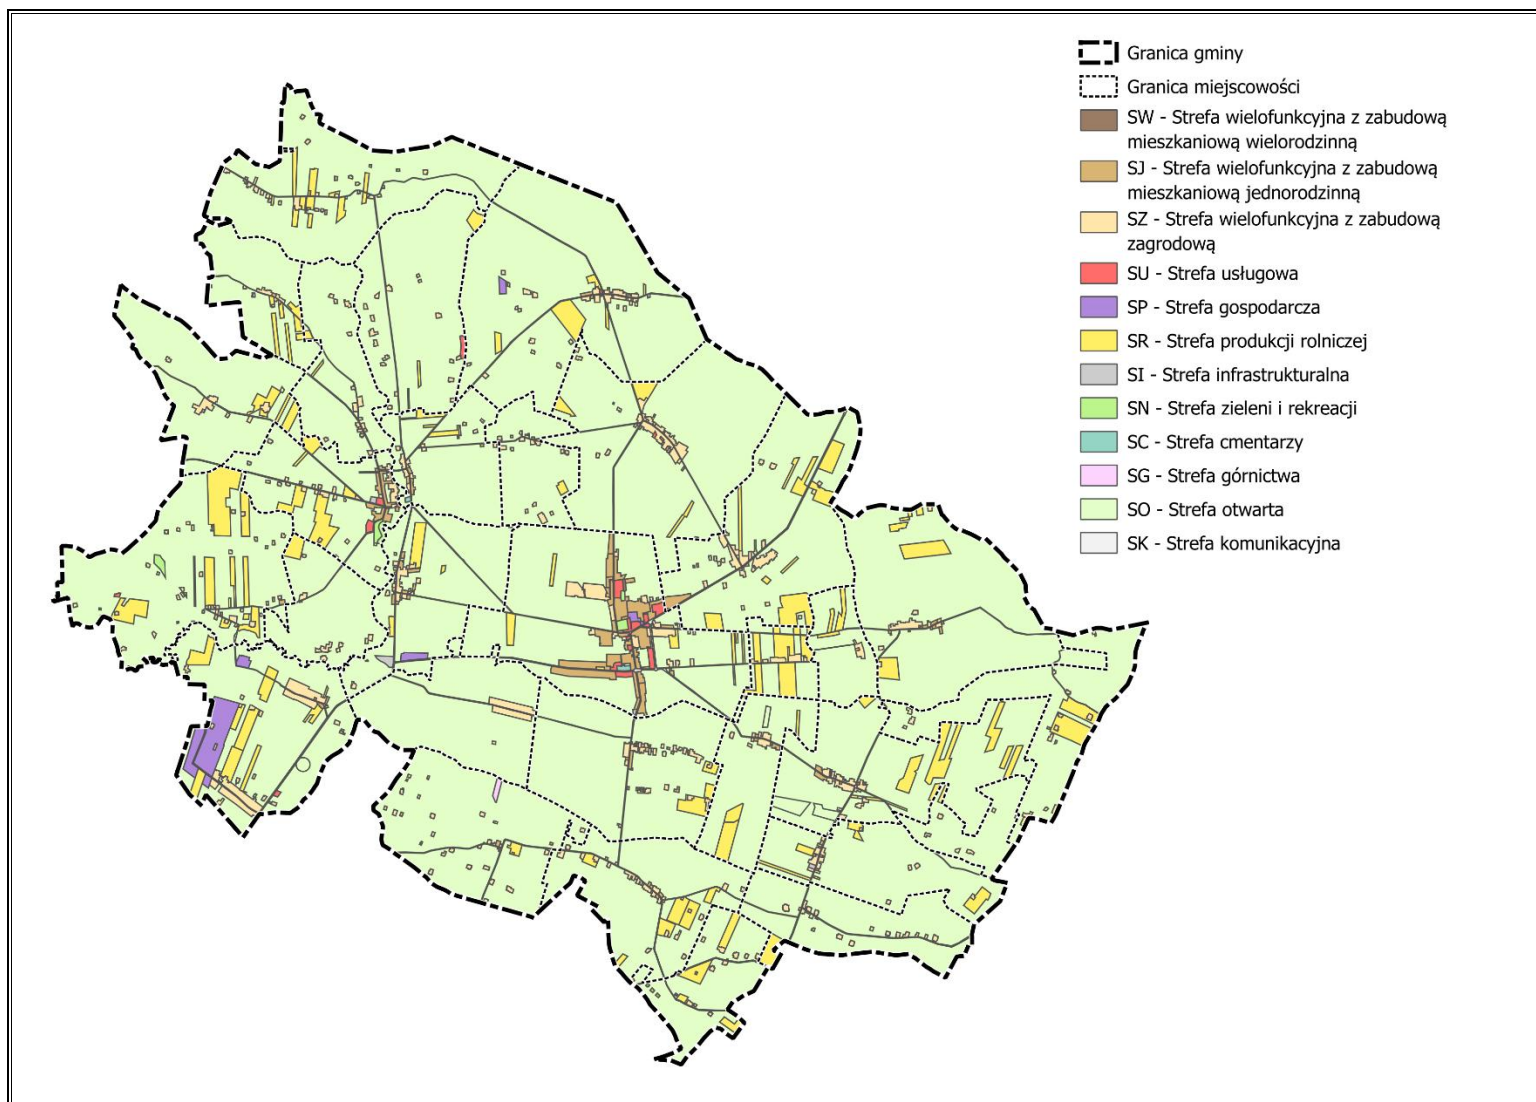 Granica gminy
Granica miejscowości
SW - Strefa wielofunkcyjna z zabudową
mieszkaniową wielorodzinną
SJ - Strefa wielofunkcyjna z zabudową
mieszkaniową jednorodzinną
SZ - Strefa wielofunkcyjna z zabudową
zagrodową
SU - Strefa usługowa
SP - Strefa gospodarcza
SR - Strefa produkcji rolniczej
SI - Strefa infrastrukturalna
SN - Strefa zieleni i rekreacji
SC - Strefa cmentarzy
SG - Strefa górnictwa
SO - Strefa otwarta
SK - Strefa komunikacyjna